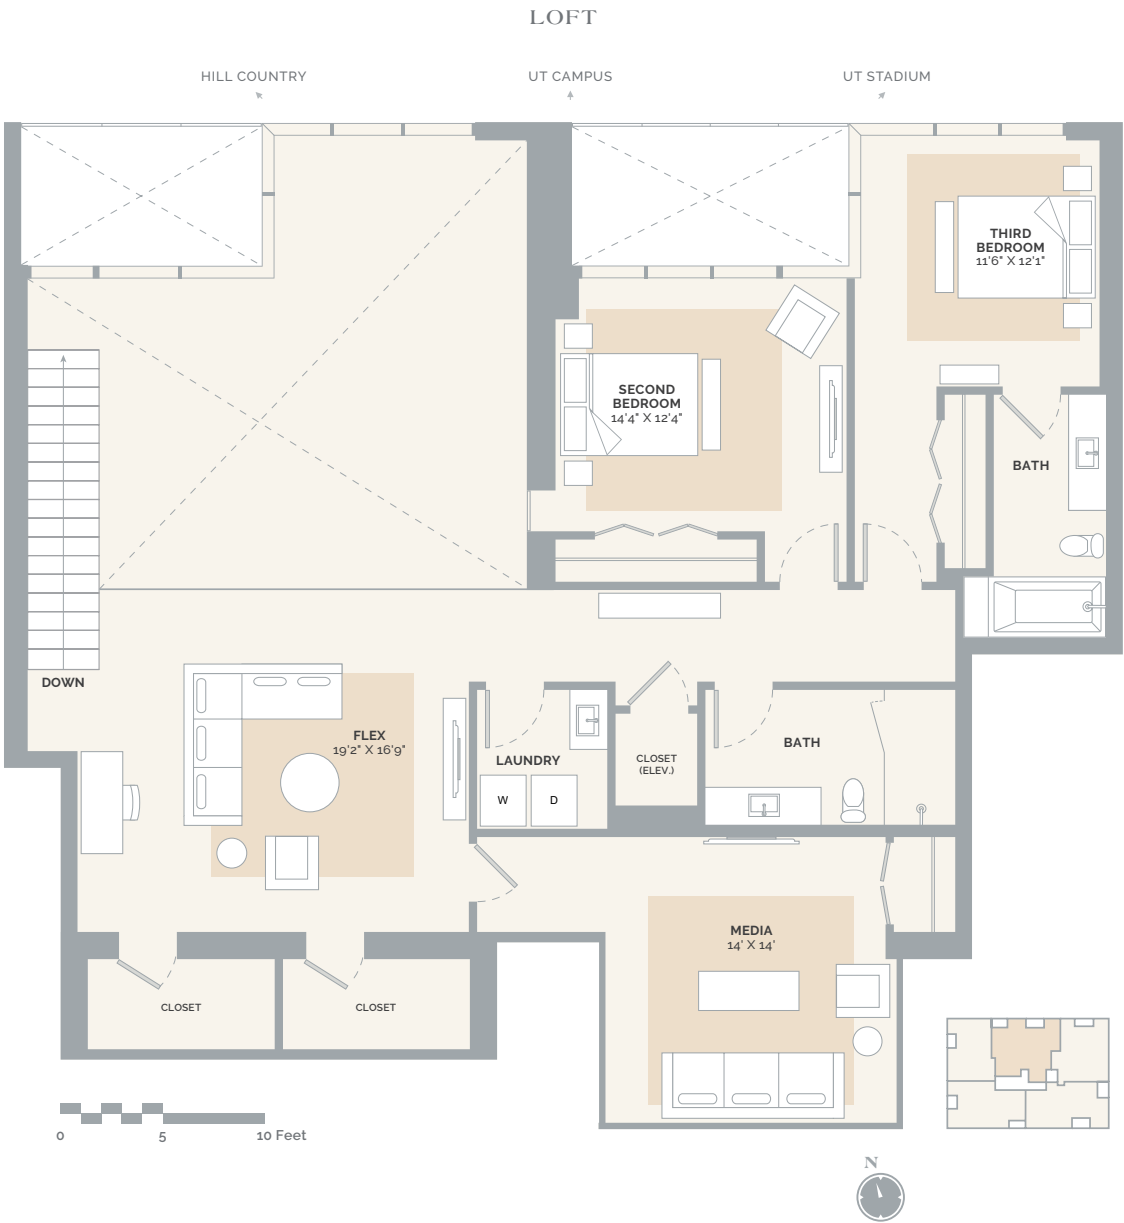 LOFT
HILL COUNTRY
UT CAMPUS
UT STADIUM
THIRD
BEDROOM
11'6" X 12'1"
SECOND
BEDROOM
14'4" X 12'4"
BATH
DOWN
FLEX
19'2" X 16'9"
LAUNDRY
W
D
CLOSET
(ELEV.)
BATH
MEDIA
14' X 14'
CLOSET
CLOSET
0
5
10 Feet
N